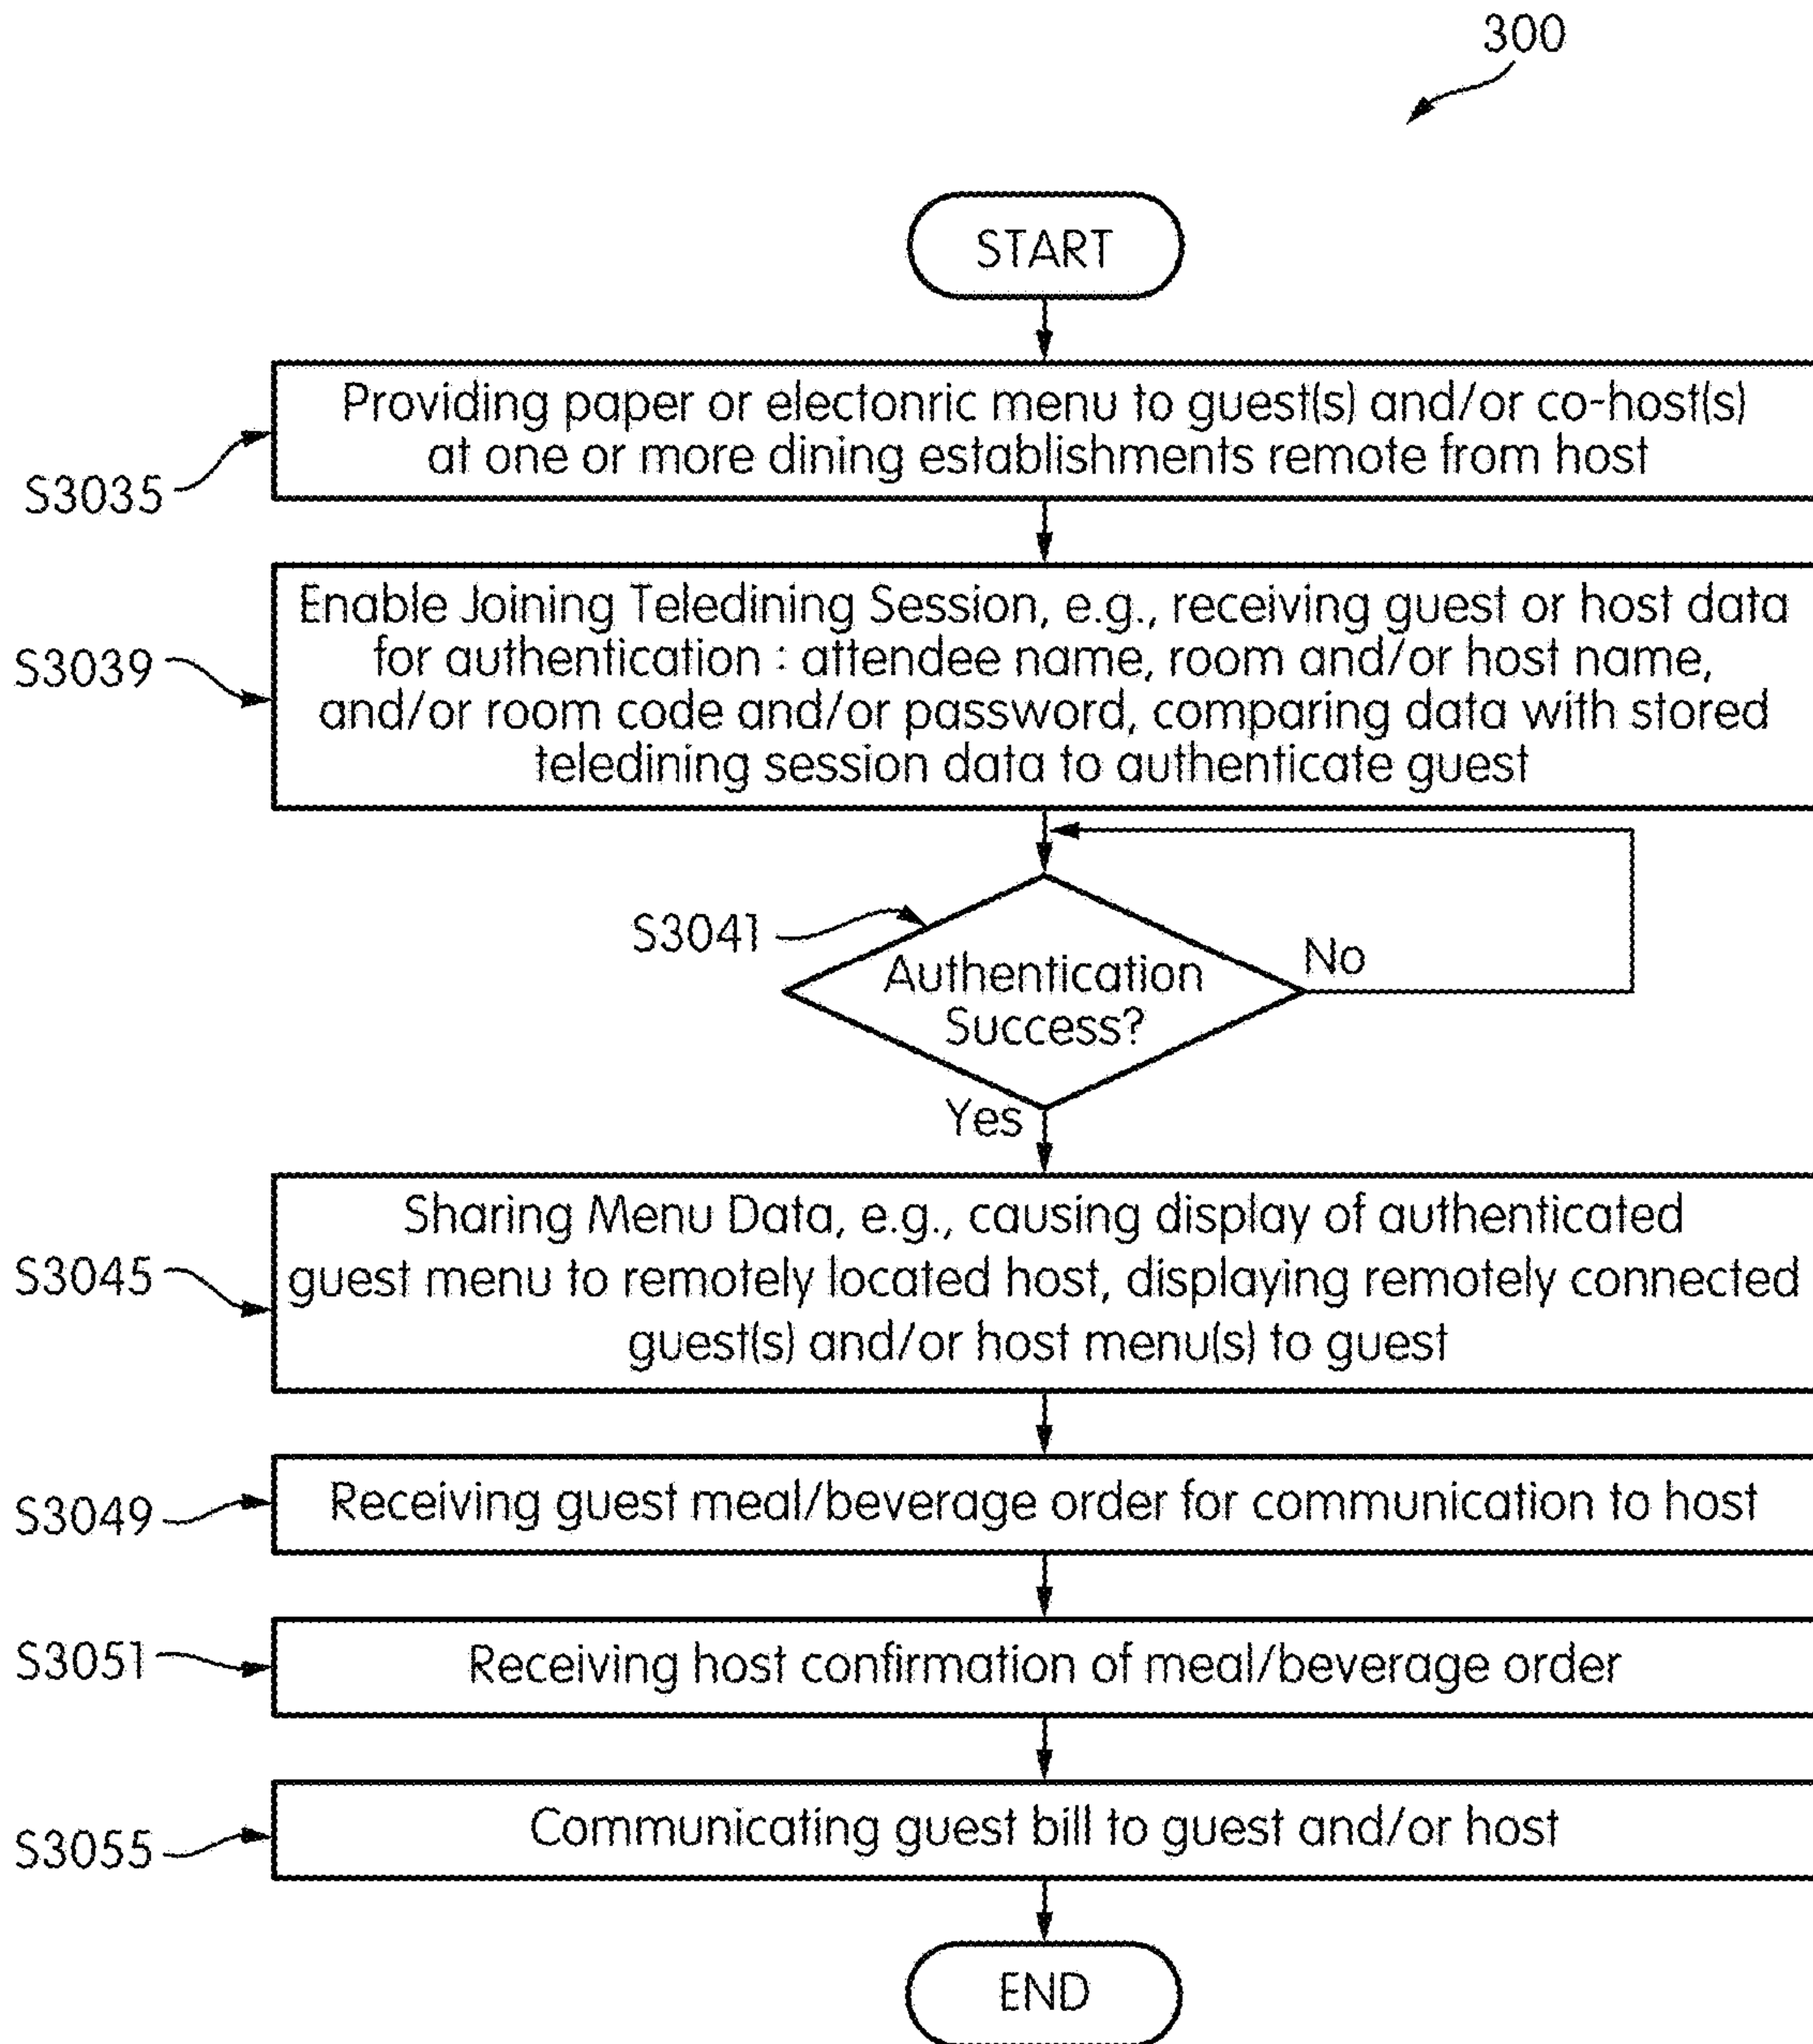 300
START
Providing paper or electonric menu to guest(s) and/or co-host(s)
at one or more dining establishments remote from host
S3035
Enable Joining Teledining Session, e.g., receiving guest or host data
for authentication : attendee name, room and/or host name,
and/or room code and/or password, comparing data with stored
teledining session data to authenticate guest
S3039
S3041
Authentication
Success?
No
Yes
Sharing Menu Data, e.g., causing display of authenticated
guest menu to remotely located host, displaying remotely connected
guest(s) and/or host menu(s) to guest
S3045
Receiving guest meal/beverage order for communication to host
S3049
Receiving host confirmation of meal/beverage order
S3051
Communicating guest bill to guest and/or host
S3055
END